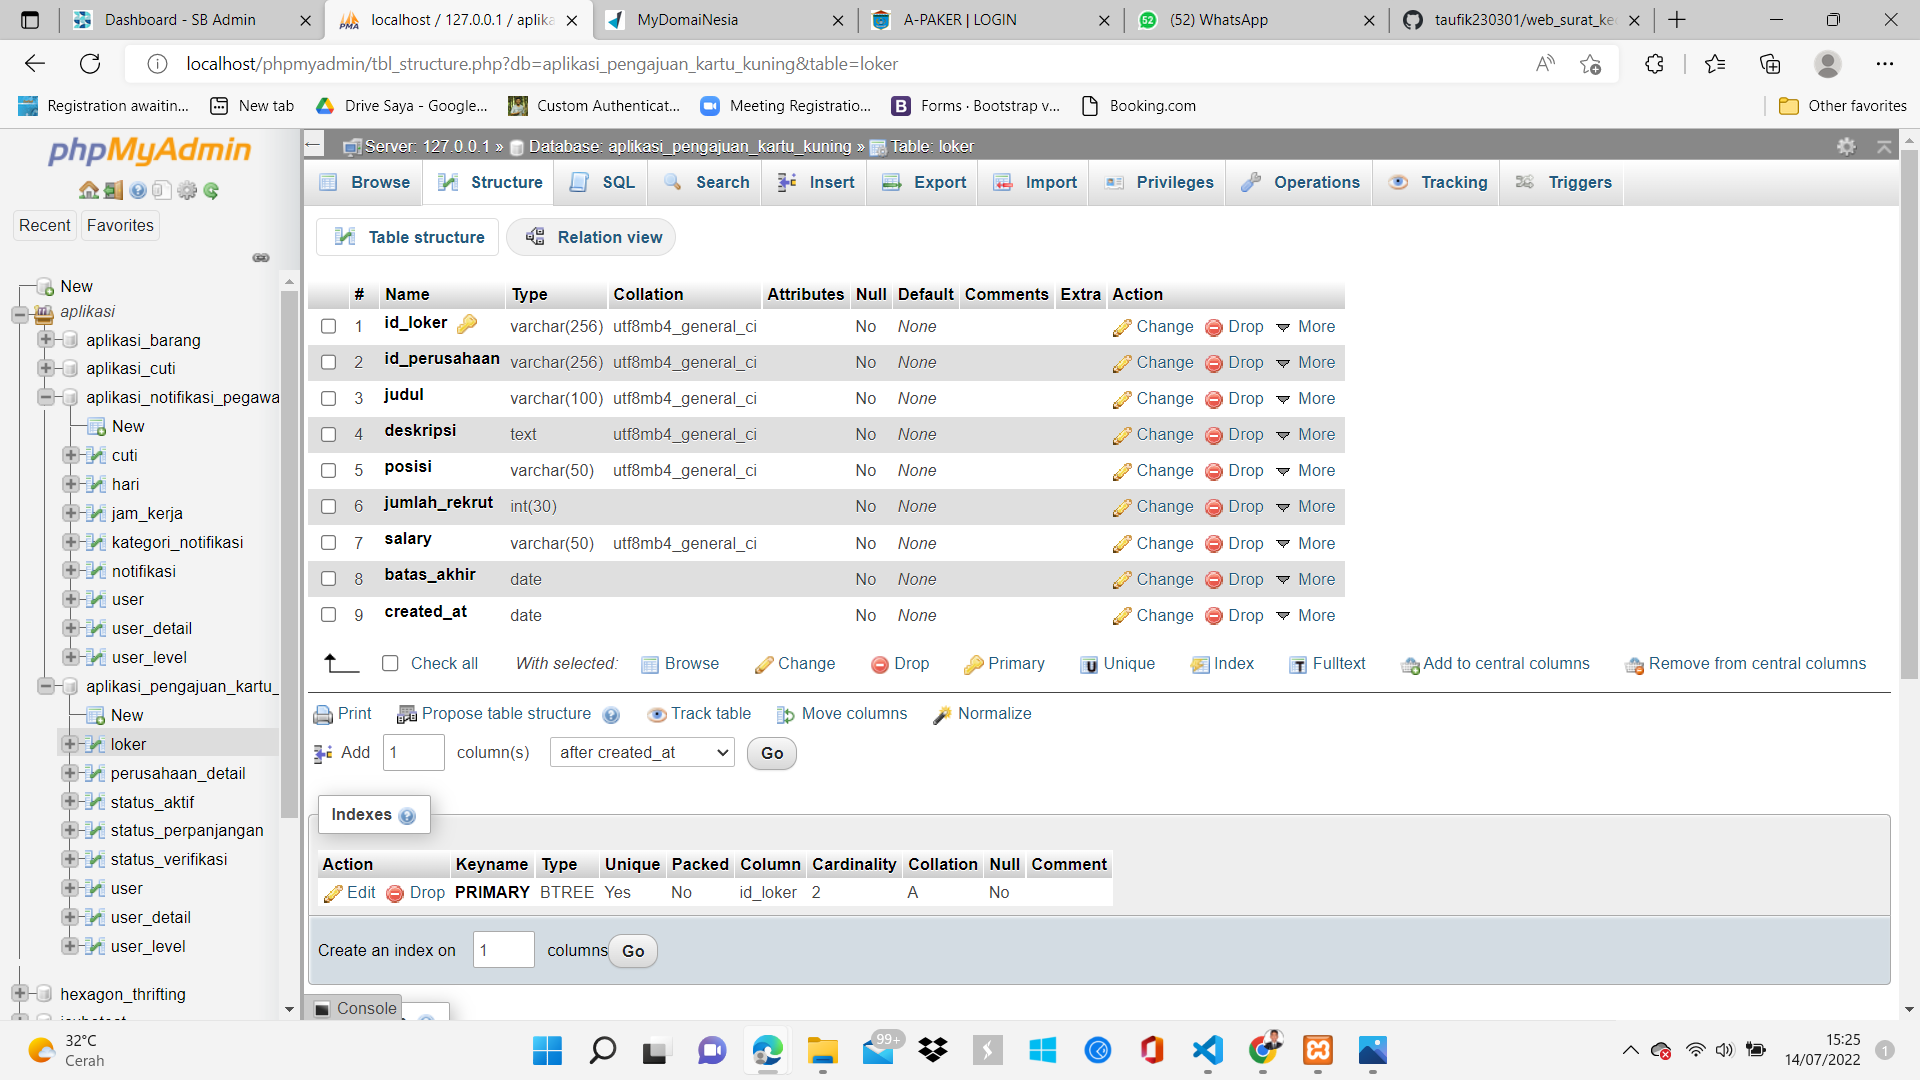 Dashboard - SB Admin
localhost / 127.0.0.1 / aplika
MyDomaiNesia
A-PAKER | LOGIN
(52) WhatsApp
taufik230301/web_surat_ke
localhost/phpmyadmin/tbl_structure.php?db=aplikasi_pengajuan_kartu_kuning&table=loker
Registration awaitin...
New tab
Drive Saya - Google...
Custom Authenticat...
Meeting Registratio...
Forms · Bootstrap v...
Booking.com
Other favorites
phpMyAdmin
Recent
Favorites
New
aplikasi
aplikasi_barang
aplikasi_cuti
aplikasi_notifikasi_pegawa
New
cuti
hari
jam_kerja
kategori_notifikasi
notifikasi
user
user_detail
user_level
aplikasi_pengajuan_kartu_
New
loker
perusahaan_detail
status_aktif
status_perpanjangan
status_verifikasi
user
user_detail
user_level
hexagon_thrifting
Server: 127.0.0.1 » Database: aplikasi_pengajuan_kartu_kuning » Table: loker
Browse Structure SQL Search Insert Export Import Privileges Operations Tracking Triggers
Table structure Relation view
# Name Type Collation Attributes Null Default Comments Extra Action
1 id_loker varchar(256) utf8mb4_general_ci No None Change Drop More
2 id_perusahaan varchar(256) utf8mb4_general_ci No None Change Drop More
3 judul varchar(100) utf8mb4_general_ci No None Change Drop More
4 deskripsi text utf8mb4_general_ci No None Change Drop More
5 posisi varchar(50) utf8mb4_general_ci No None Change Drop More
6 jumlah_rekrut int(30) No None Change Drop More
7 salary varchar(50) utf8mb4_general_ci No None Change Drop More
8 batas_akhir date No None Change Drop More
9 created_at date No None Change Drop More
Check all With selected: Browse Change Drop Primary Unique Index Fulltext Add to central columns Remove from central columns
Print Propose table structure Track table Move columns Normalize
Add 1 column(s) after created_at Go
Indexes
Action Keyname Type Unique Packed Column Cardinality Collation Null Comment
Edit Drop PRIMARY BTREE Yes No id_loker 2 A No
Create an index on 1 columns Go
Console
32°C
Cerah
99+
15:25
14/07/2022
1